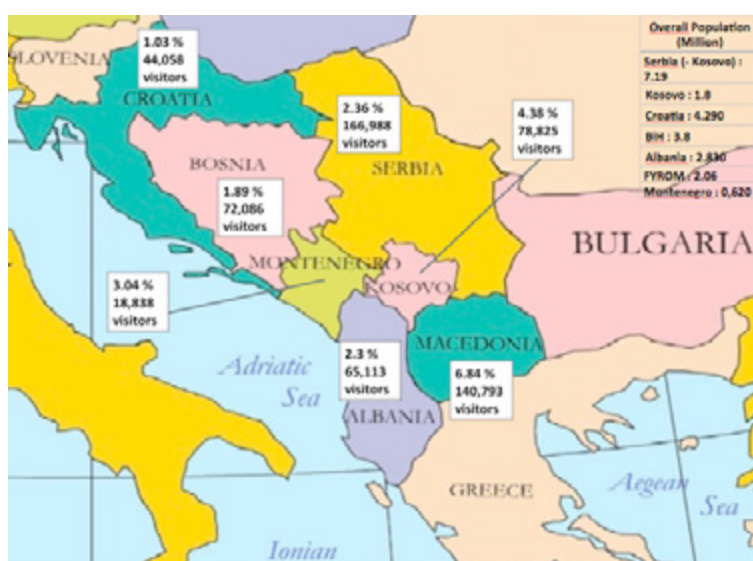 Overall Population
(Million)
Serbia (- Kosovo) :
7.19
Kosovo : 1.8
Croatia : 4.290
BiH : 3.8
Albania : 2.830
FYROM : 2.06
Montenegro : 0,620
1.03 %
44,058
visitors
SLOVENIA
CROATIA
2.36 %
166,988
visitors
4.38 %
78,825
visitors
BOSNIA
SERBIA
1.89 %
72,086
visitors
BULGARIA
MONTENEGRO
KOSOVO
3.04 %
18,838
visitors
MACEDONIA
2.3 %
65,113
visitors
6.84 %
140,793
visitors
Adriatic
Sea
ALBANIA
GREECE
Aegean
Sea
Ionian